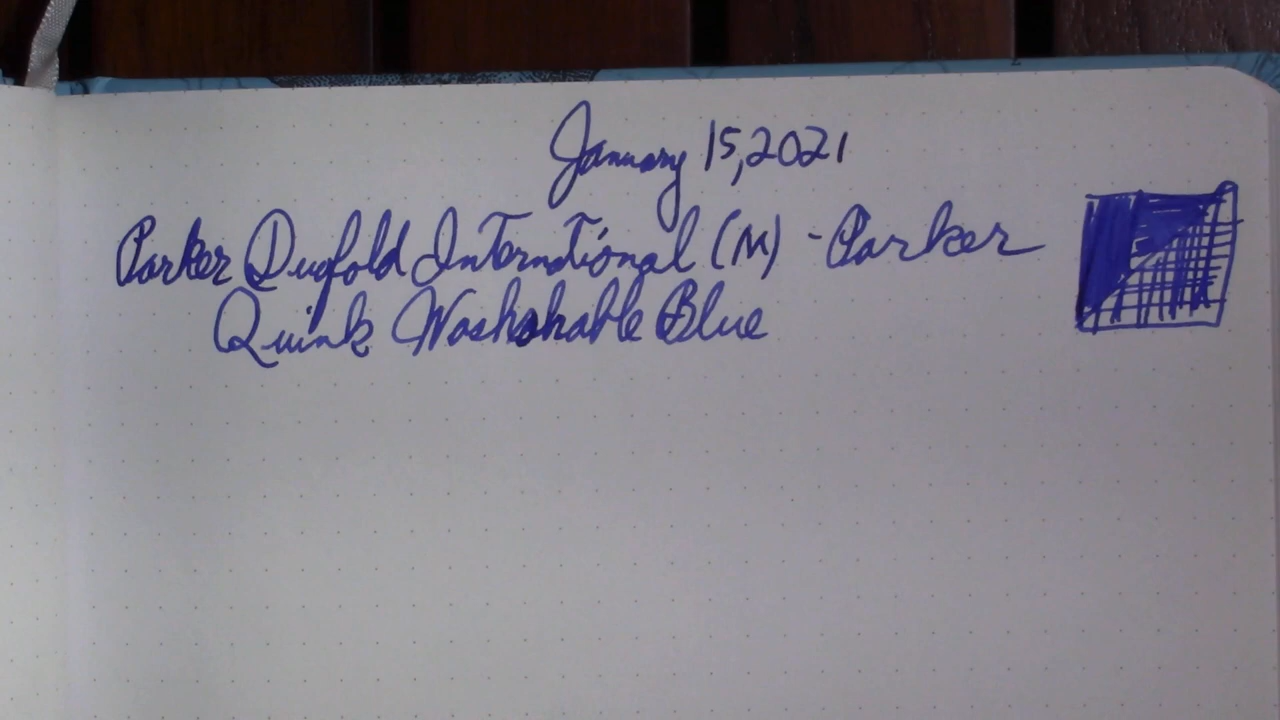 January 15, 2021
Parker Duofold International (M) - Parker
Quink Washable Blue